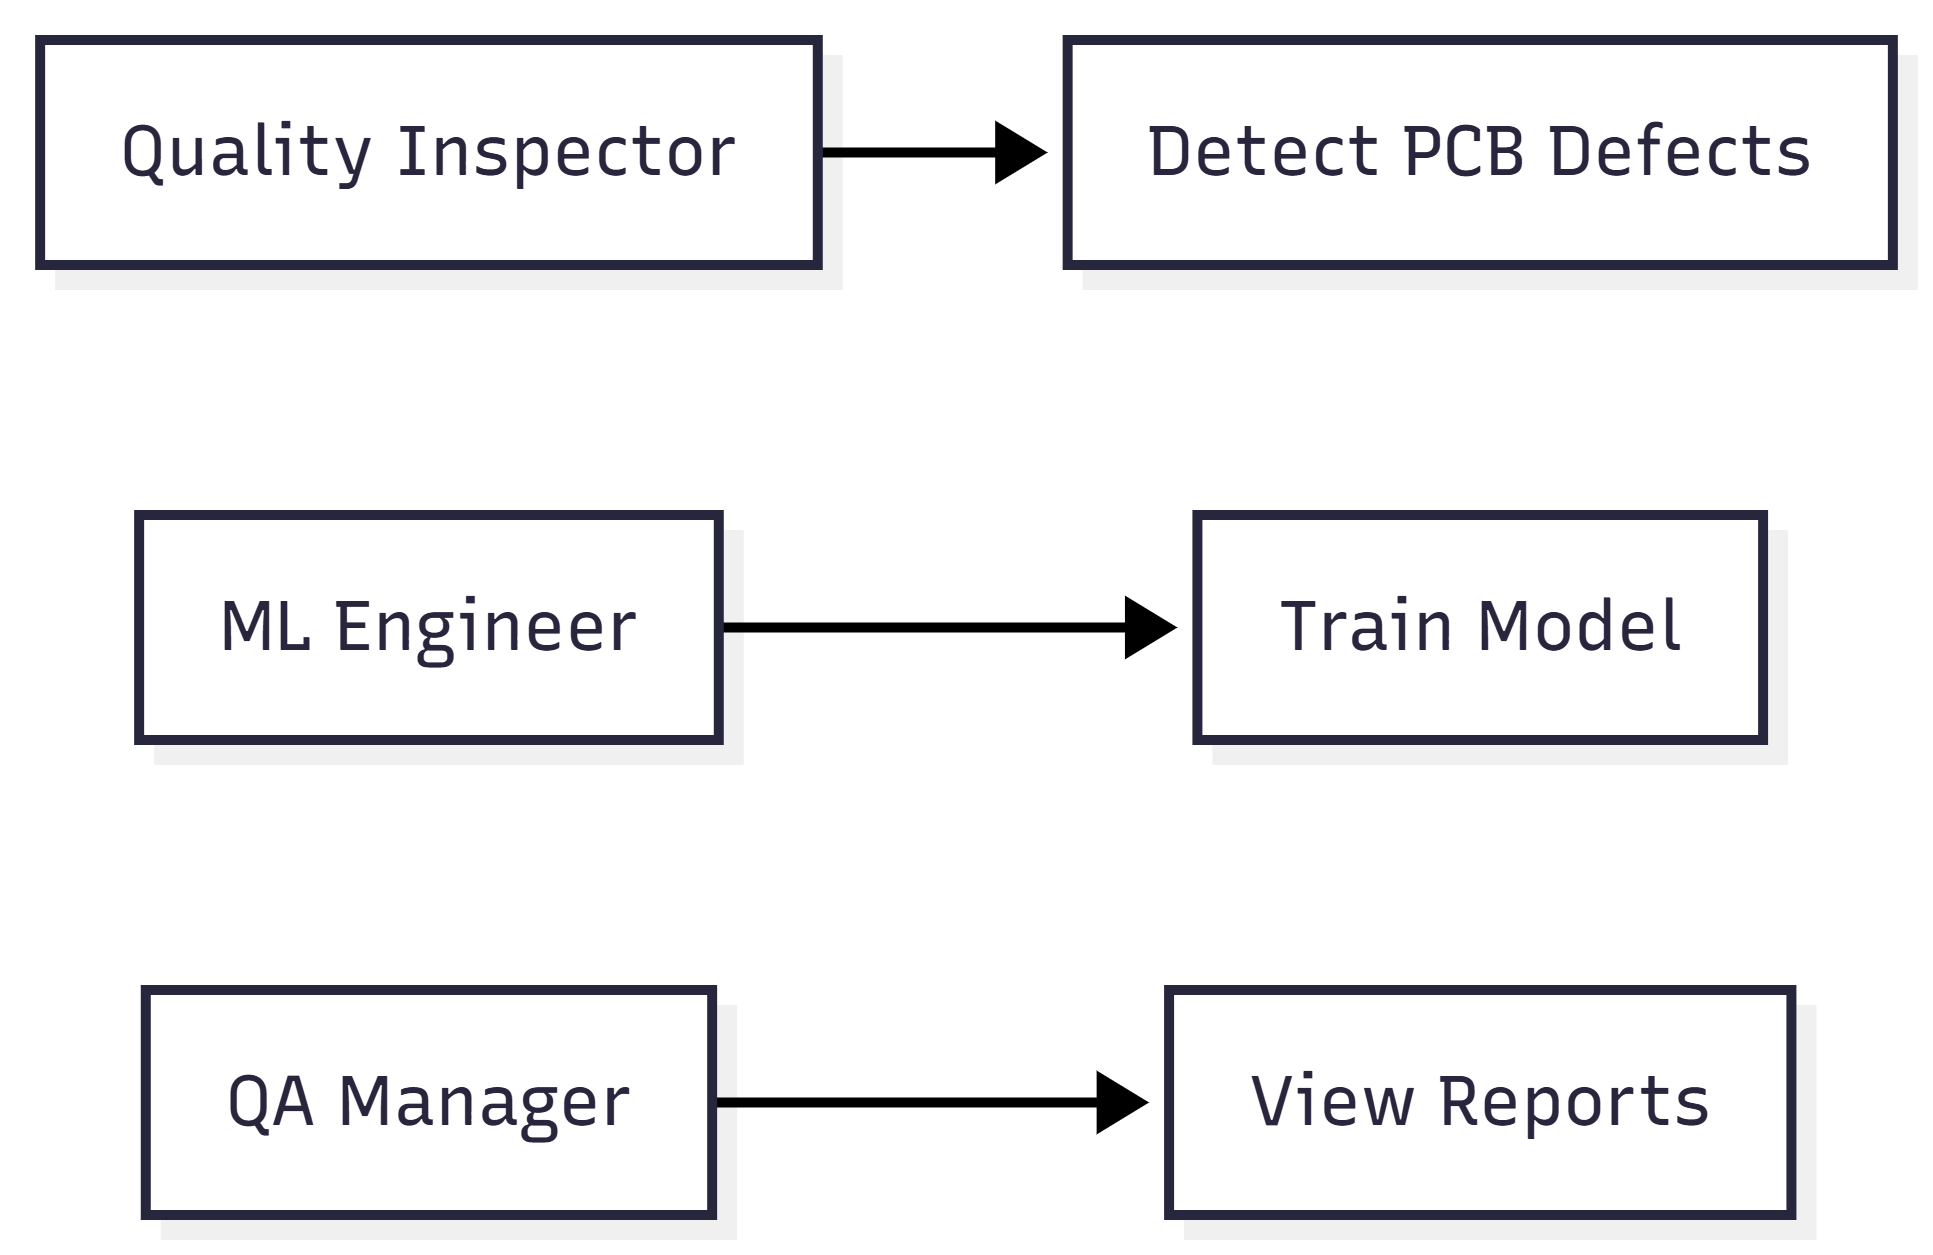 Quality Inspector
Detect PCB Defects
ML Engineer
Train Model
QA Manager
View Reports